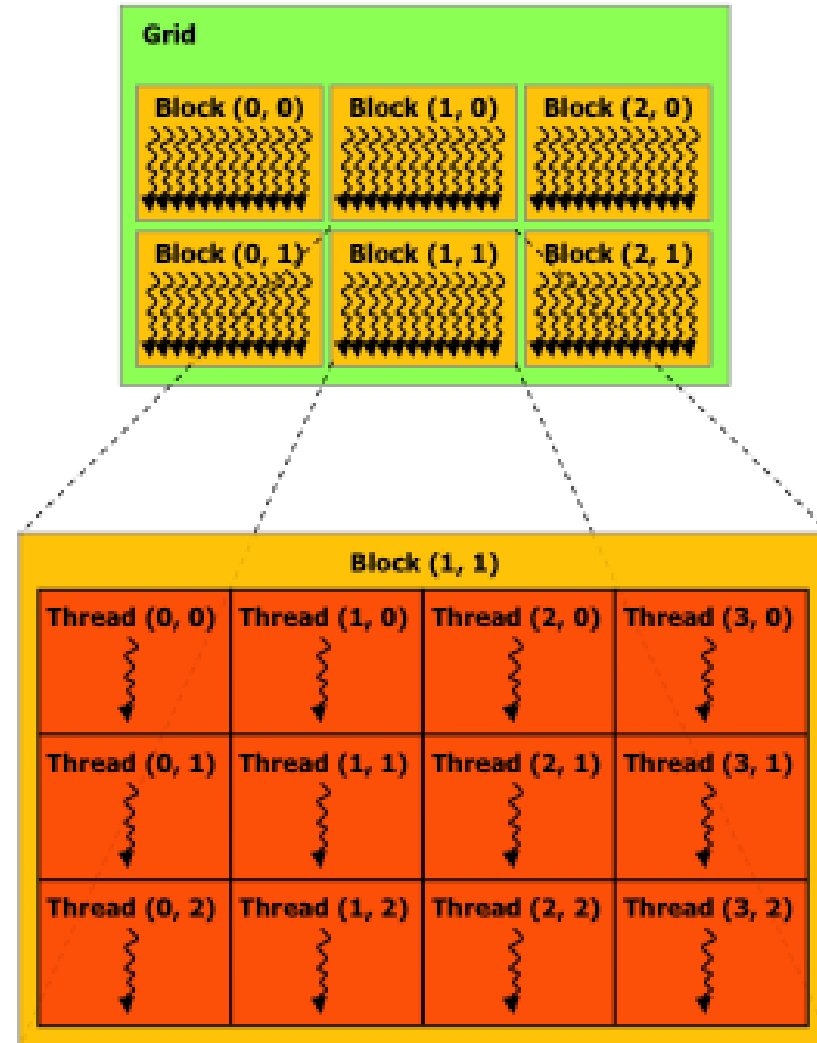 Grid
Block (0, 0) Block (1, 0) Block (2, 0)
Block (0, 1) Block (1, 1) Block (2, 1)
Block (1, 1)
Thread (0, 0) Thread (1, 0) Thread (2, 0) Thread (3, 0)
Thread (0, 1) Thread (1, 1) Thread (2, 1) Thread (3, 1)
Thread (0, 2) Thread (1, 2) Thread (2, 2) Thread (3, 2)